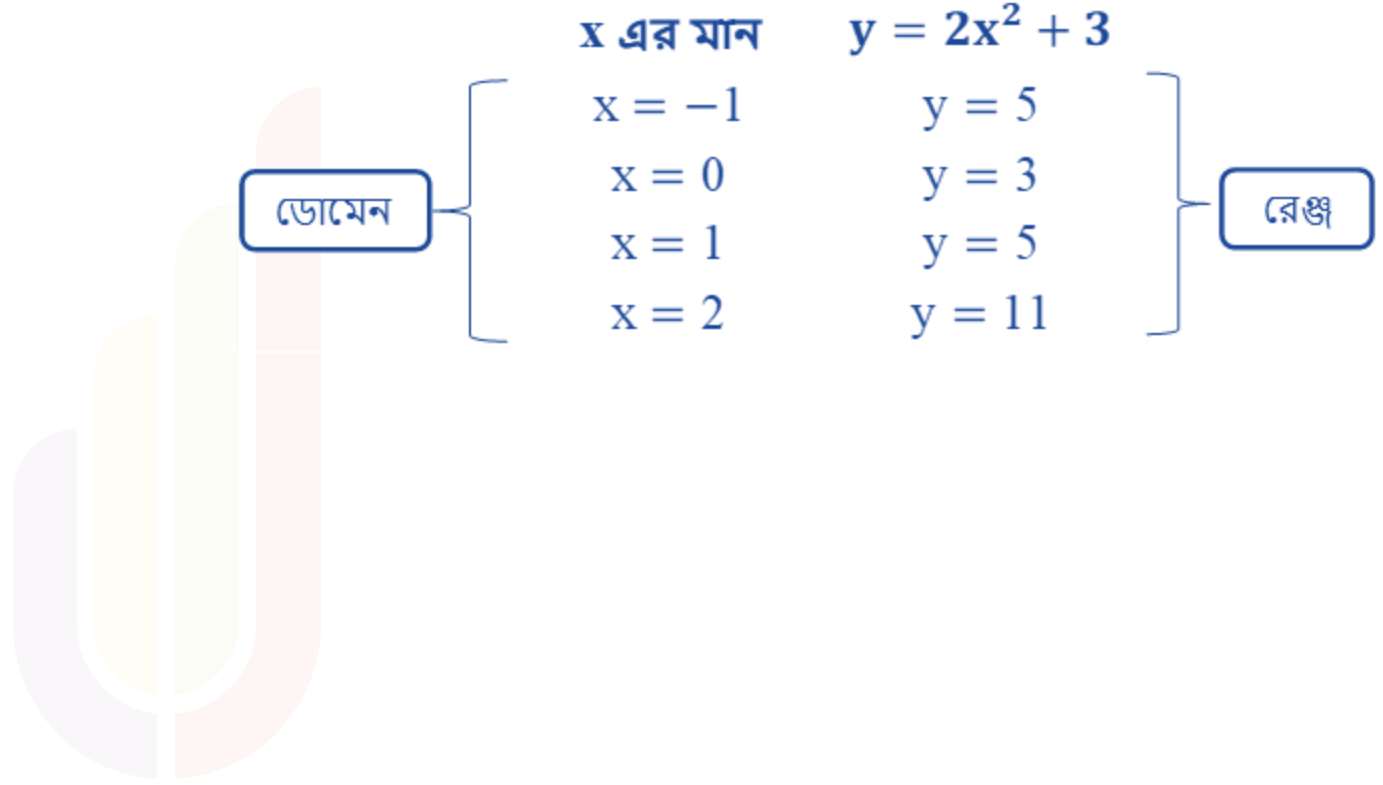 x এর মান y = 2x² + 3
x = −1 y = 5
x = 0 y = 3
ডোমেন রেঞ্জ
x = 1 y = 5
x = 2 y = 11